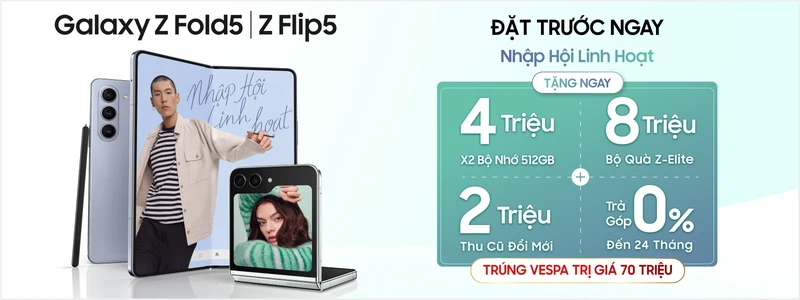 Galaxy Z Fold5 | Z Flip5
Nhập Hội
Linh
hoạt
ĐẶT TRƯỚC NGAY
Nhập Hội Linh Hoạt
TẶNG NGAY
4 Triệu
X2 Bộ Nhớ 512GB
8 Triệu
Bộ Quà Z-Elite
2 Triệu
Thu Cũ Đổi Mới
Trả Góp 0%
Đến 24 Tháng
TRÚNG VESPA TRỊ GIÁ 70 TRIỆU